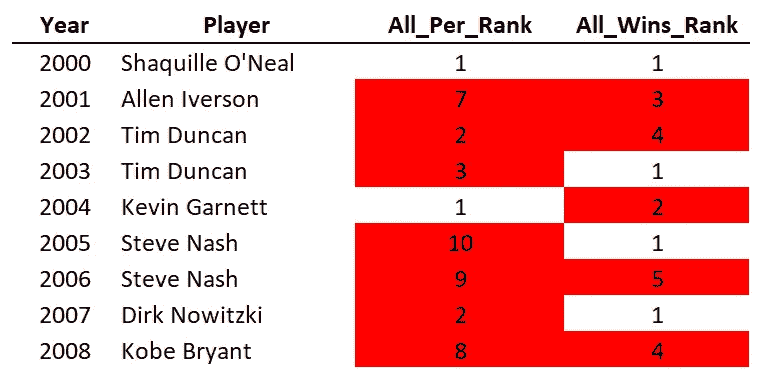 Year Player All_Per_Rank All_Wins_Rank
2000 Shaquille O'Neal 1 1
2001 Allen Iverson 7 3
2002 Tim Duncan 2 4
2003 Tim Duncan 3 1
2004 Kevin Garnett 1 2
2005 Steve Nash 10 1
2006 Steve Nash 9 5
2007 Dirk Nowitzki 2 1
2008 Kobe Bryant 8 4